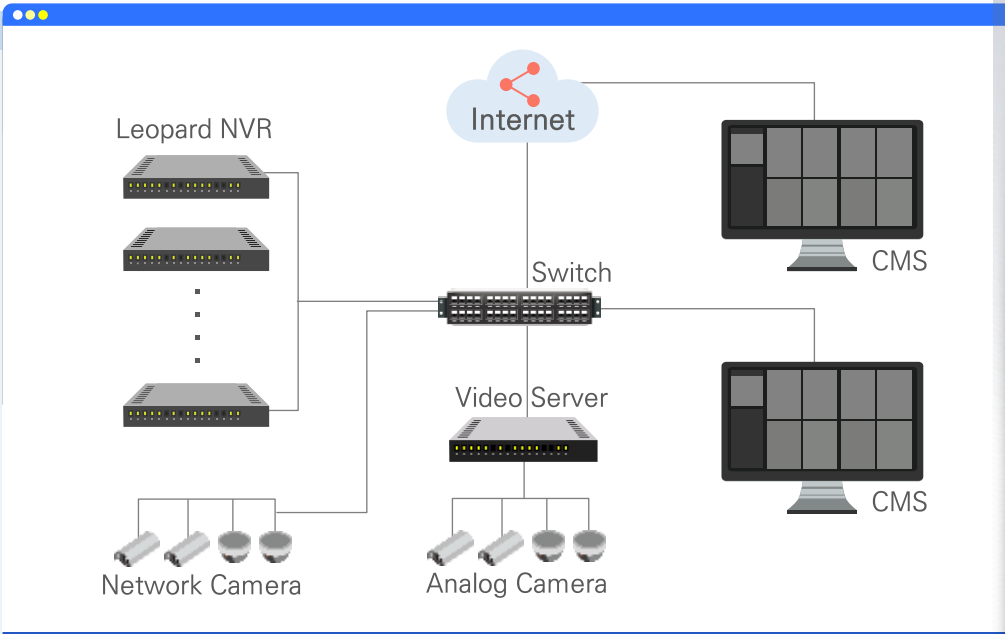 Internet
Leopard NVR
CMS
Switch
Video Server
CMS
Network Camera
Analog Camera